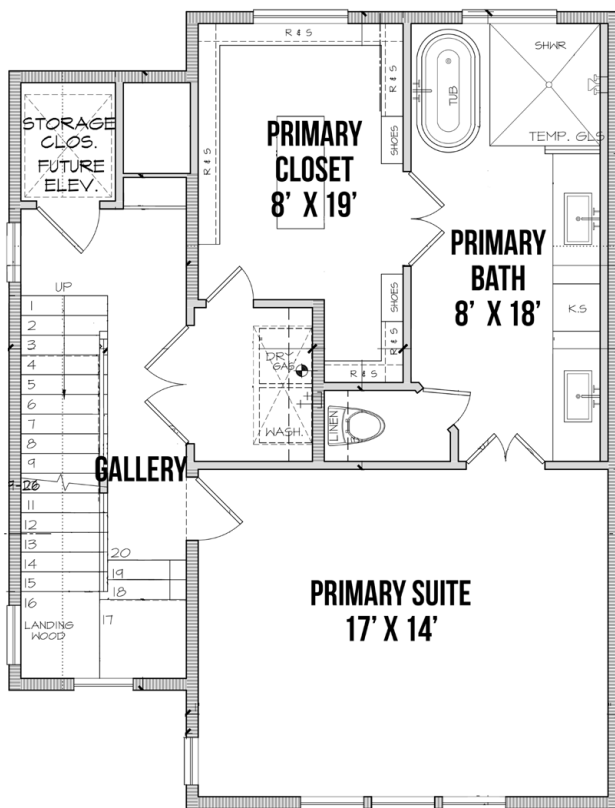 R & S
SHWR
TUB
TEMP. GLS
STORAGE
CLOS.
FUTURE
ELEV.
PRIMARY
CLOSET
8' X 19'
R & S
R & S
SHOES
PRIMARY
BATH
8' X 18'
K.S
UP
SHOES
R & S
R & S
DRY
GAS
WASH.
LINEN
1
2
3
4
5
6
7
8
9
GALLERY
11
12
13
14
15
16
17
18
19
20
LANDING
WOOD
PRIMARY SUITE
17' X 14'